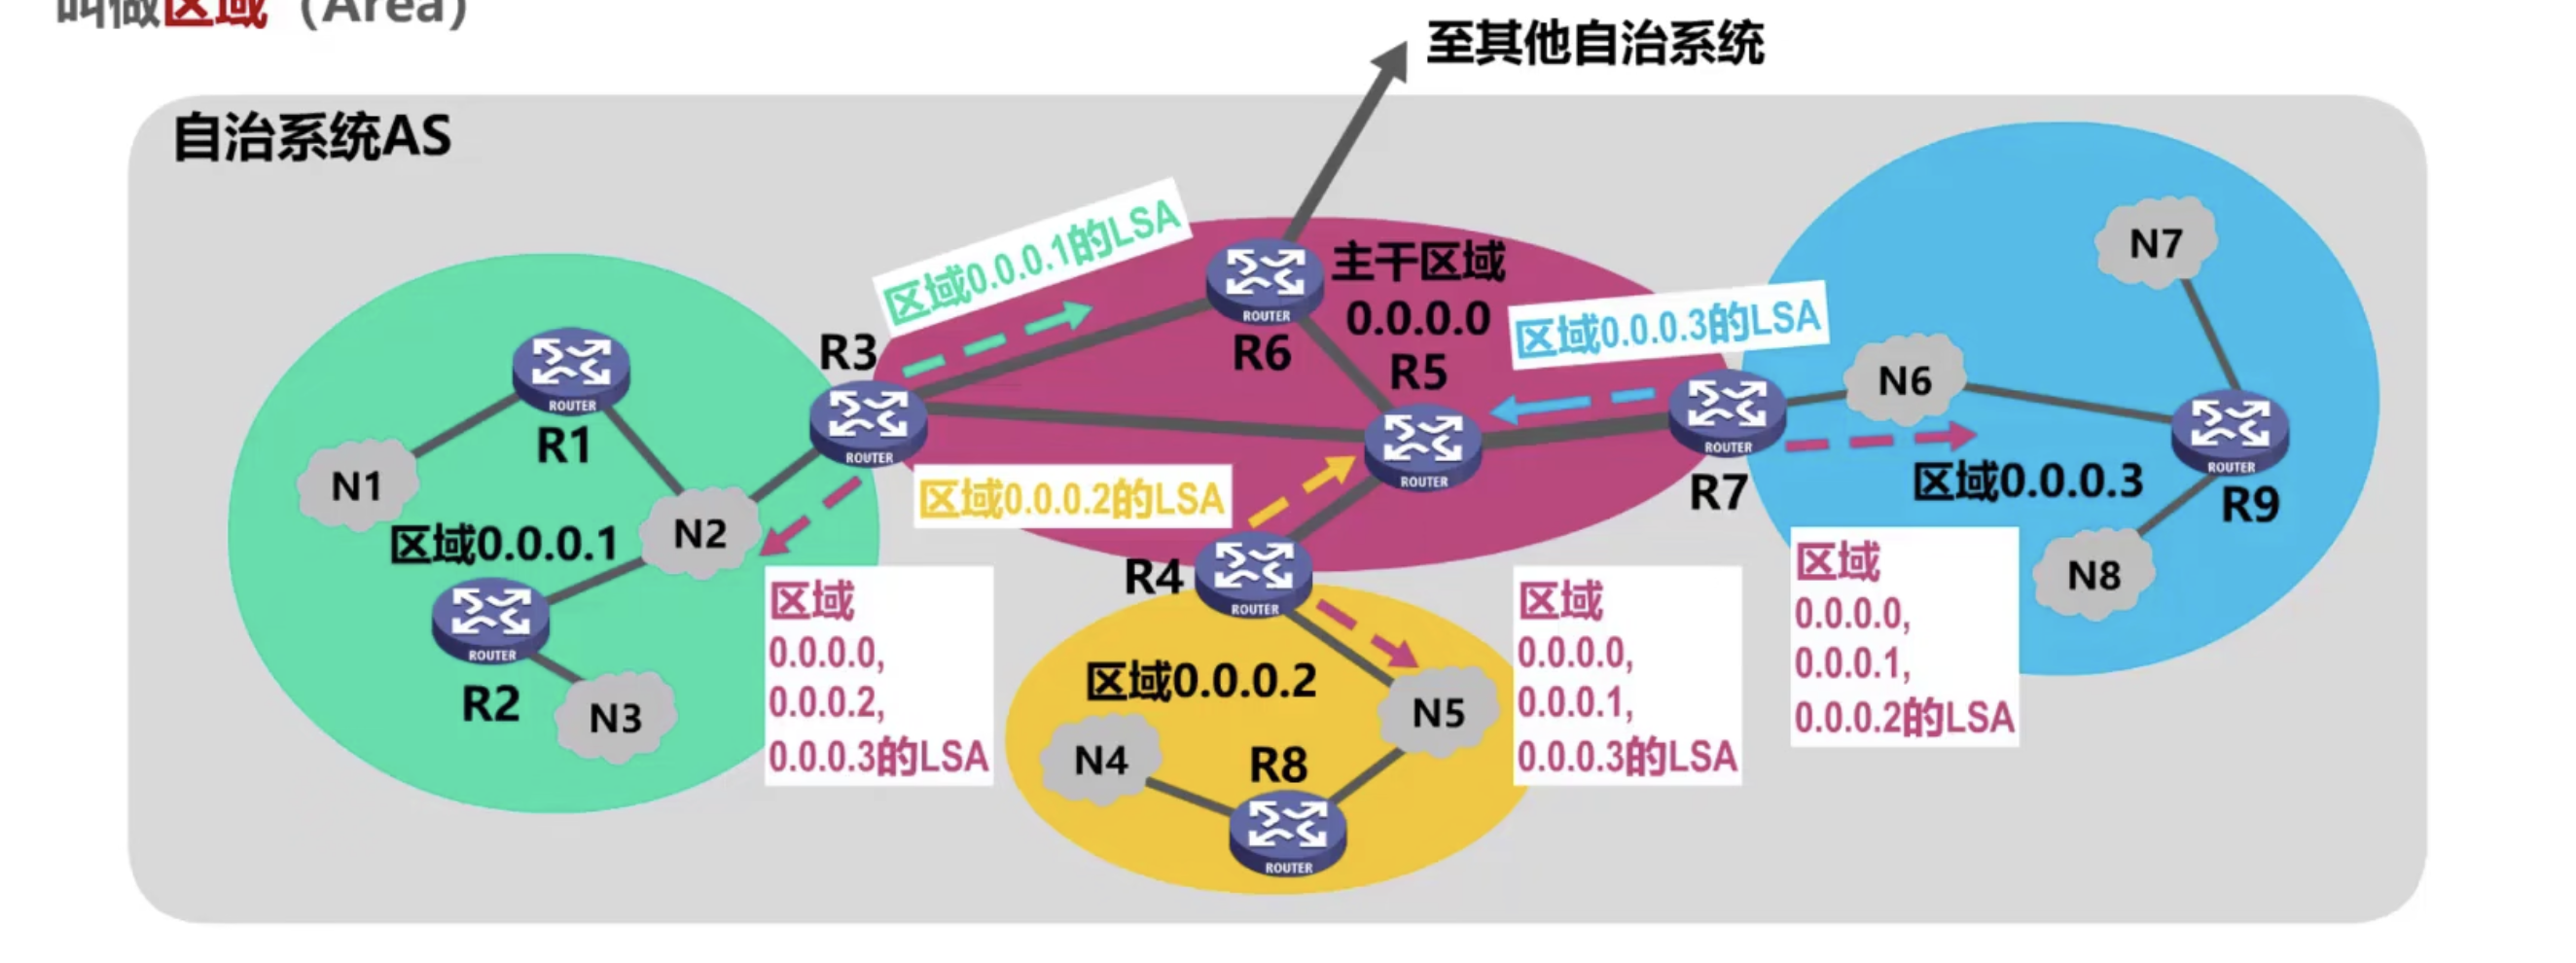 叫做区域（Area）
至其他自治系统
自治系统AS
区域0.0.0.1的LSA
主干区域
0.0.0.0
区域0.0.0.3的LSA
N7
ROUTER
R6
R5
R3
ROUTER
R1
N1
N6
ROUTER
R7
ROUTER
R9
ROUTER
ROUTER
区域0.0.0.3
区域0.0.0.2的LSA
N2
区域0.0.0.1
N8
R4
ROUTER
ROUTER
R2
N3
区域
0.0.0.0,
0.0.0.2,
0.0.0.3的LSA
区域0.0.0.2
N5
N4
R8
ROUTER
区域
0.0.0.0,
0.0.0.1,
0.0.0.3的LSA
区域
0.0.0.0,
0.0.0.1,
0.0.0.2的LSA